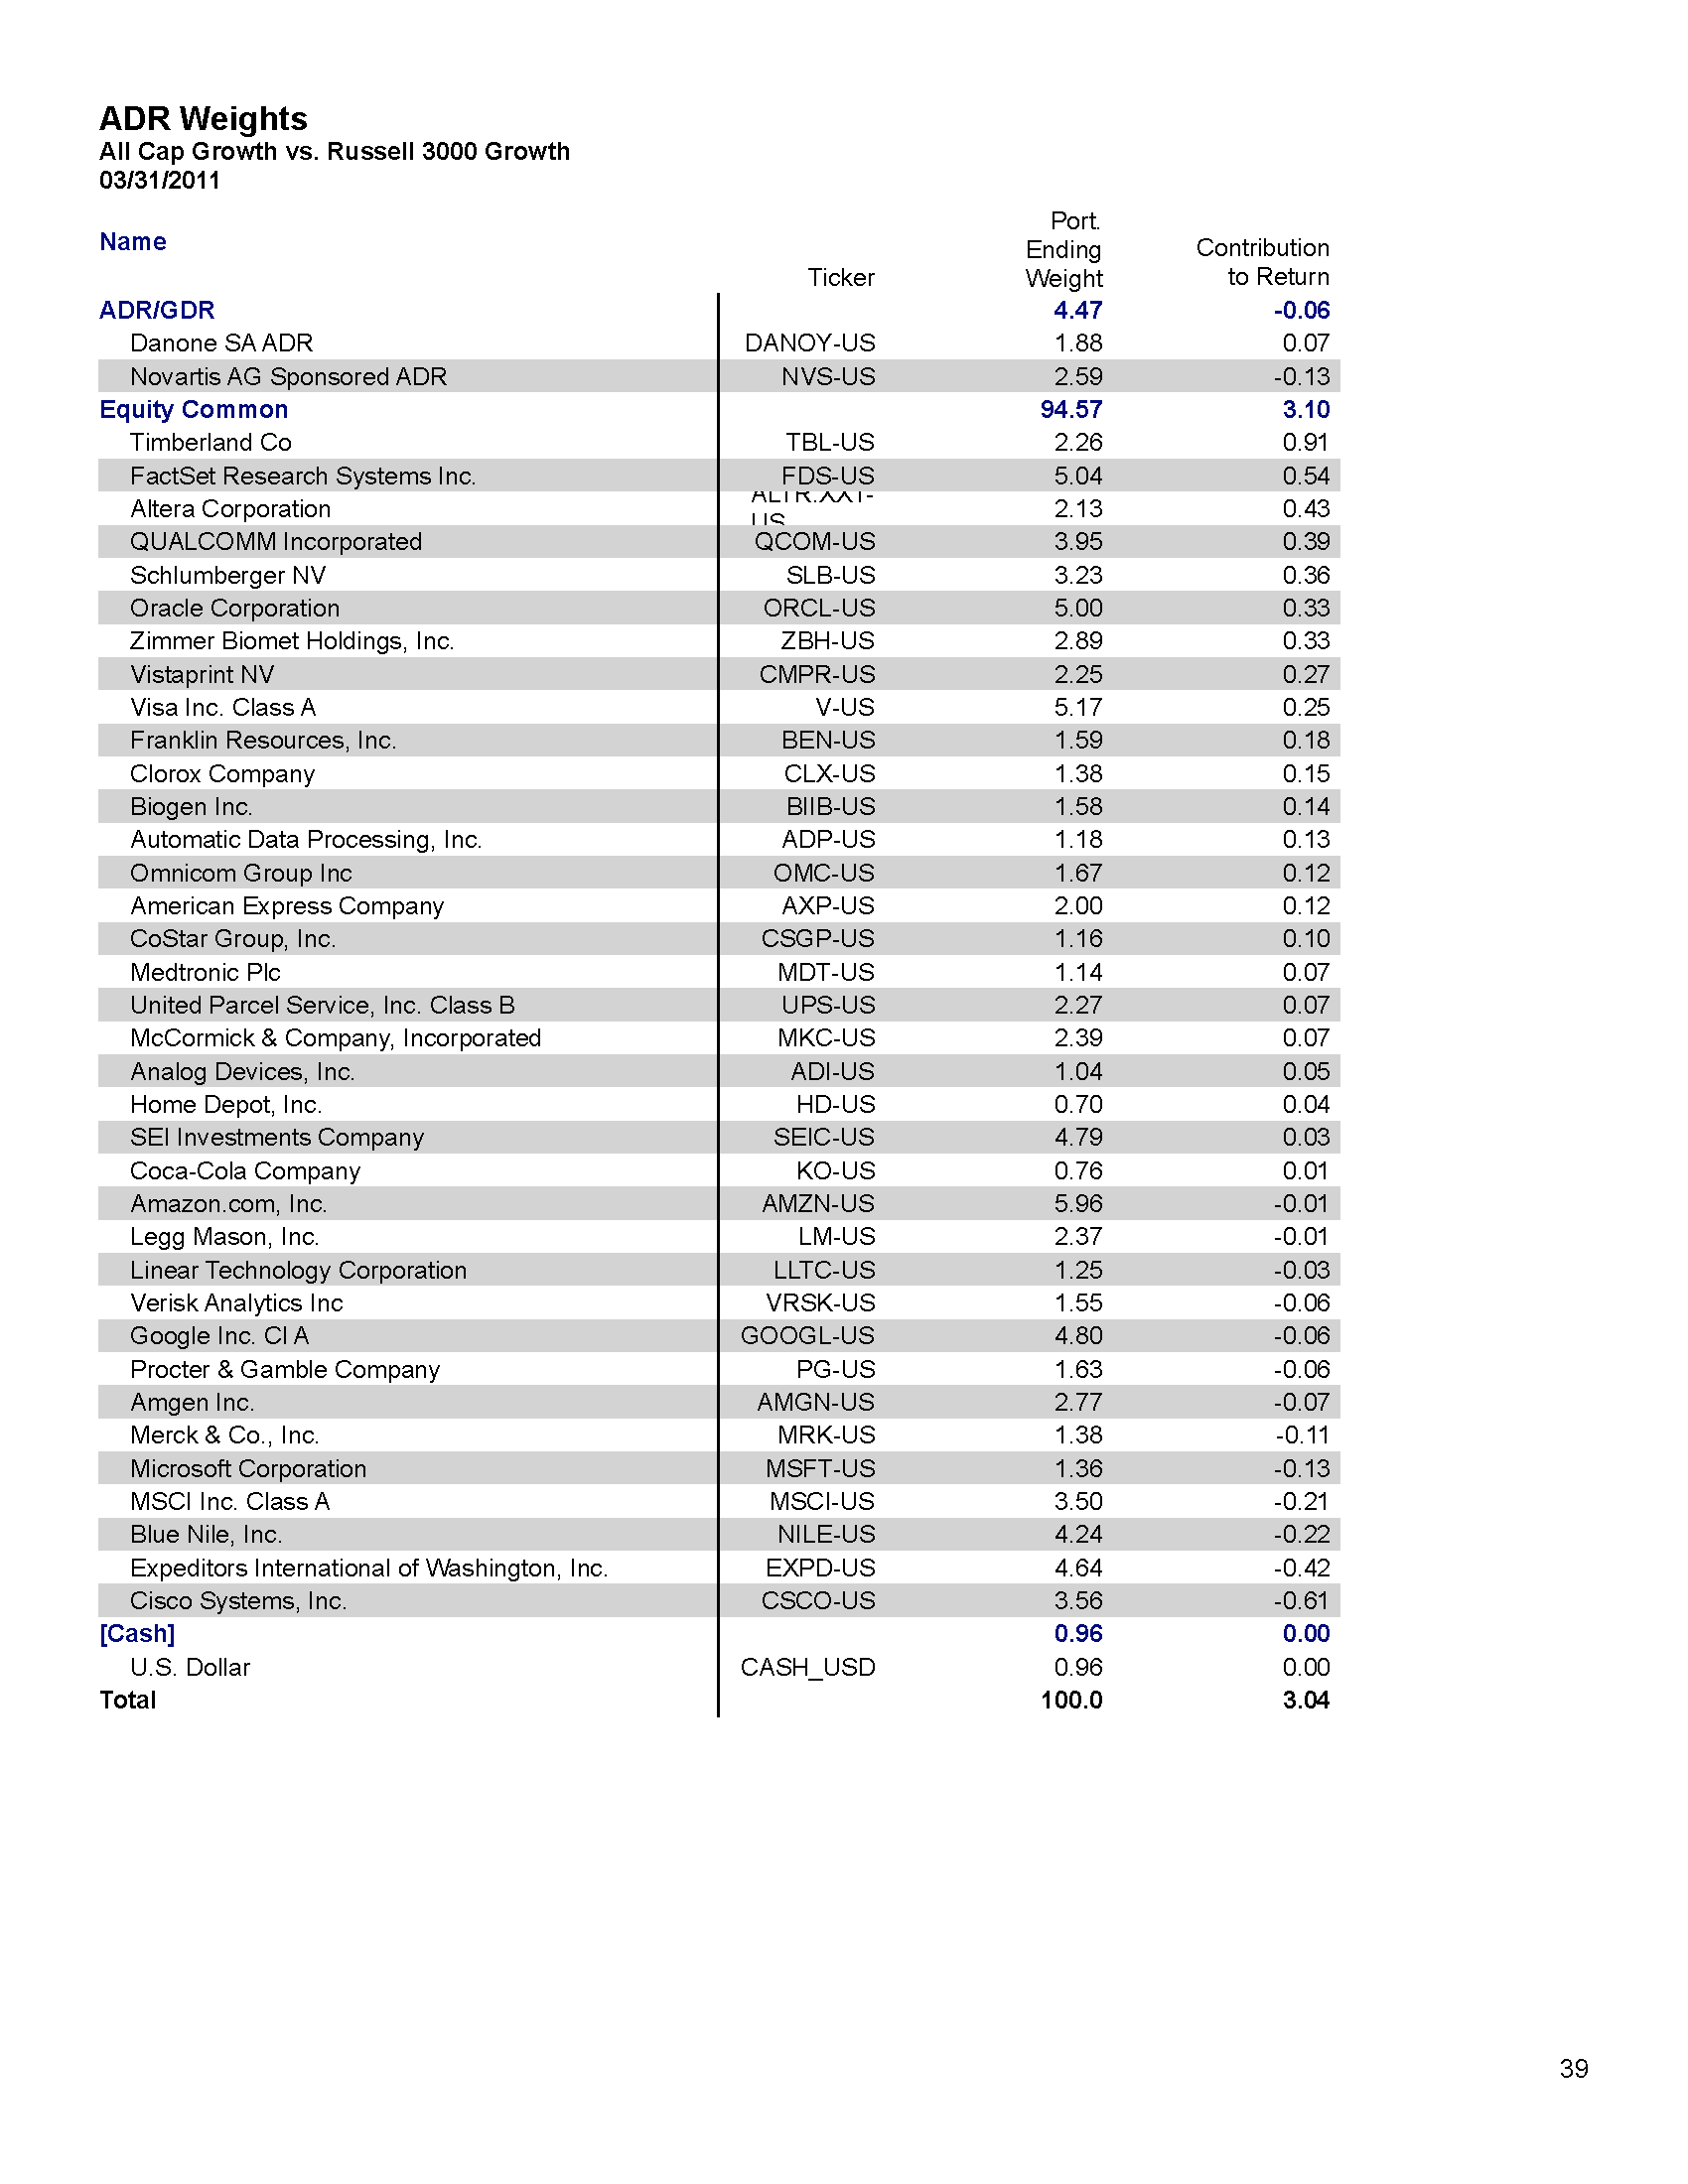 ADR Weights
All Cap Growth vs. Russell 3000 Growth
03/31/2011
Name Ticker Port. Ending Weight Contribution to Return
ADR/GDR 4.47 -0.06
Danone SA ADR DANOY-US 1.88 0.07
Novartis AG Sponsored ADR NVS-US 2.59 -0.13
Equity Common 94.57 3.10
Timberland Co TBL-US 2.26 0.91
FactSet Research Systems Inc. FDS-US 5.04 0.54
Altera Corporation 2.13 0.43
QUALCOMM Incorporated QCOM-US 3.95 0.39
Schlumberger NV SLB-US 3.23 0.36
Oracle Corporation ORCL-US 5.00 0.33
Zimmer Biomet Holdings, Inc. ZBH-US 2.89 0.33
Vistaprint NV CMPR-US 2.25 0.27
Visa Inc. Class A V-US 5.17 0.25
Franklin Resources, Inc. BEN-US 1.59 0.18
Clorox Company CLX-US 1.38 0.15
Biogen Inc. BIIB-US 1.58 0.14
Automatic Data Processing, Inc. ADP-US 1.18 0.13
Omnicom Group Inc OMC-US 1.67 0.12
American Express Company AXP-US 2.00 0.12
CoStar Group, Inc. CSGP-US 1.16 0.10
Medtronic Plc MDT-US 1.14 0.07
United Parcel Service, Inc. Class B UPS-US 2.27 0.07
McCormick & Company, Incorporated MKC-US 2.39 0.07
Analog Devices, Inc. ADI-US 1.04 0.05
Home Depot, Inc. HD-US 0.70 0.04
SEI Investments Company SEIC-US 4.79 0.03
Coca-Cola Company KO-US 0.76 0.01
Amazon.com, Inc. AMZN-US 5.96 -0.01
Legg Mason, Inc. LM-US 2.37 -0.01
Linear Technology Corporation LLTC-US 1.25 -0.03
Verisk Analytics Inc VRSK-US 1.55 -0.06
Google Inc. Cl A GOOGL-US 4.80 -0.06
Procter & Gamble Company PG-US 1.63 -0.06
Amgen Inc. AMGN-US 2.77 -0.07
Merck & Co., Inc. MRK-US 1.38 -0.11
Microsoft Corporation MSFT-US 1.36 -0.13
MSCI Inc. Class A MSCI-US 3.50 -0.21
Blue Nile, Inc. NILE-US 4.24 -0.22
Expeditors International of Washington, Inc. EXPD-US 4.64 -0.42
Cisco Systems, Inc. CSCO-US 3.56 -0.61
[Cash] 0.96 0.00
U.S. Dollar CASH_USD 0.96 0.00
Total 100.0 3.04
39